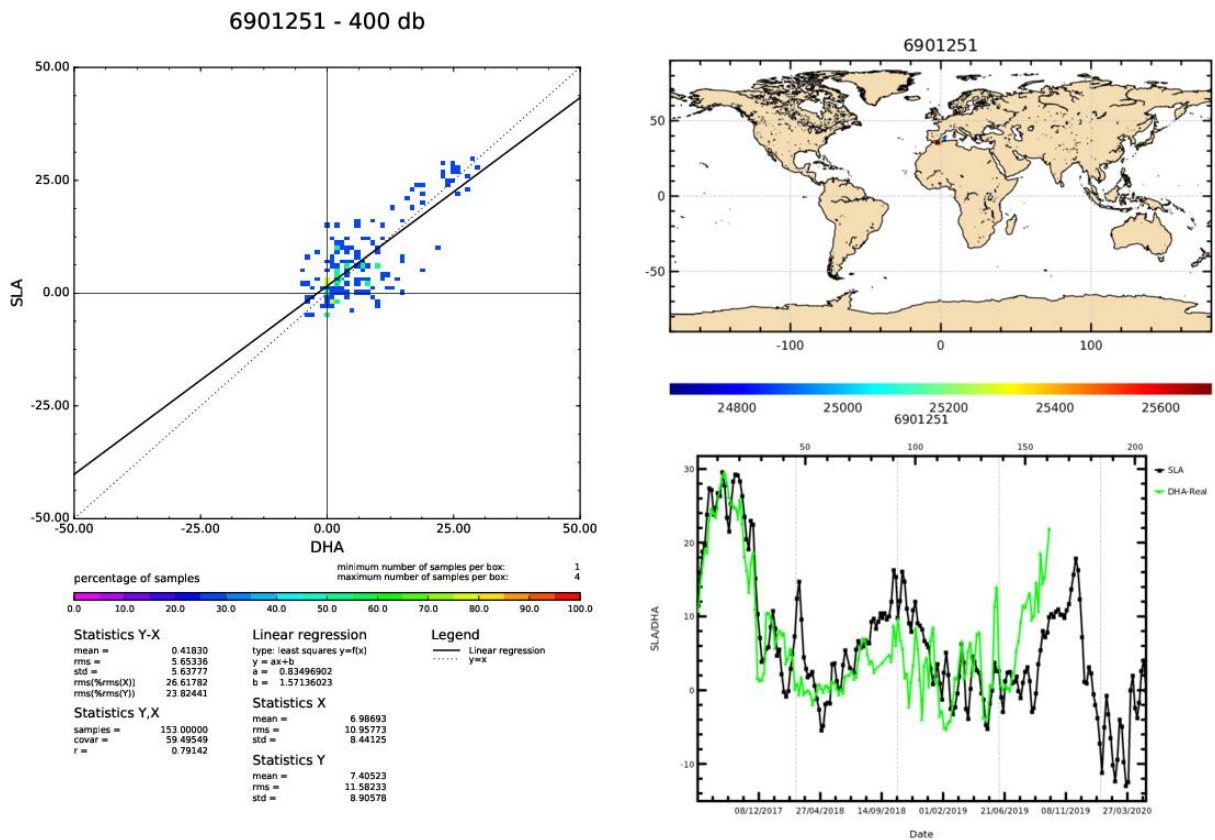 6901251 - 400 db
50.00
25.00
0.00
-25.00
-50.00
SLA
-50.00 -25.00 0.00 25.00 50.00
DHA
percentage of samples
minimum number of samples per box: 1
maximum number of samples per box: 4
0.0 10.0 20.0 30.0 40.0 50.0 60.0 70.0 80.0 90.0 100.0
Statistics Y-X
mean = 0.41830
rms = 5.65336
std = 5.63777
rms(%rms(X)) 26.61782
rms(%rms(Y)) 23.82441
Statistics Y,X
samples = 153.00000
covar = 59.49549
r = 0.79142
Linear regression
type: least squares y=f(x)
y = ax+b
a = 0.83496902
b = 1.57136023
Statistics X
mean = 6.98693
rms = 10.95773
std = 8.44125
Statistics Y
mean = 7.40523
rms = 11.58233
std = 8.90578
Legend
Linear regression
y=x
6901251
50
0
-50
-100 0 100
24800 25000 25200 25400 25600
6901251
50 100 150 200
30
20
10
0
-10
SLA/DHA
SLA
DHA-Real
08/12/2017 27/04/2018 14/09/2018 01/02/2019 21/06/2019 08/11/2019 27/03/2020
Date